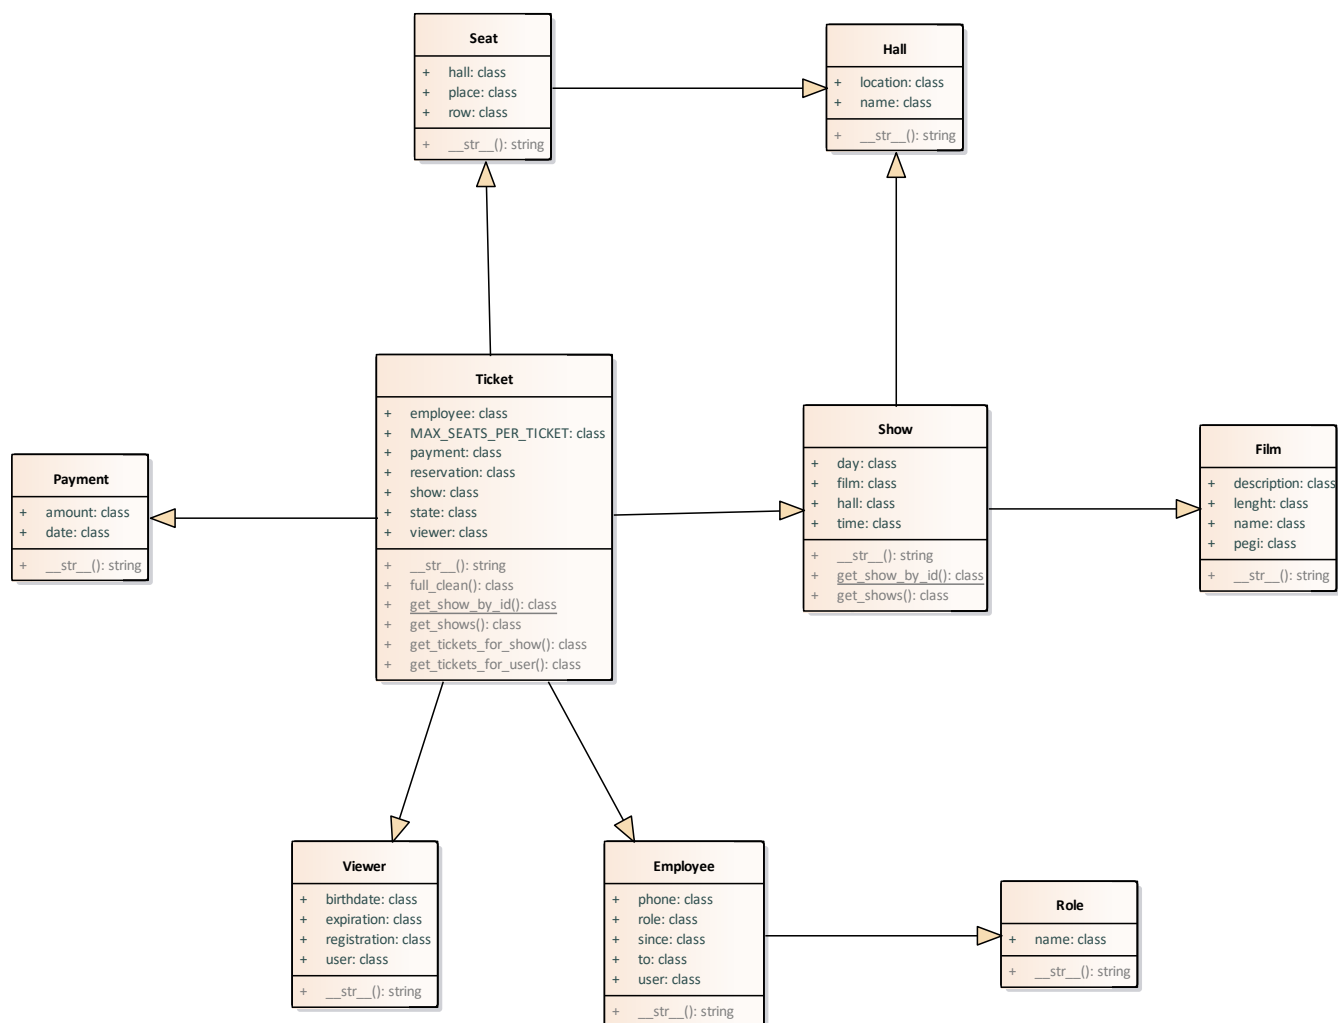 Seat
+ hall: class
+ place: class
+ row: class
+ __str__(): string
Hall
+ location: class
+ name: class
+ __str__(): string
Ticket
+ employee: class
+ MAX_SEATS_PER_TICKET: class
+ payment: class
+ reservation: class
+ show: class
+ state: class
+ viewer: class
+ __str__(): string
+ full_clean(): class
+ get_show_by_id(): class
+ get_shows(): class
+ get_tickets_for_show(): class
+ get_tickets_for_user(): class
Show
+ day: class
+ film: class
+ hall: class
+ time: class
+ __str__(): string
+ get_show_by_id(): class
+ get_shows(): class
Film
+ description: class
+ lenght: class
+ name: class
+ pegi: class
+ __str__(): string
Payment
+ amount: class
+ date: class
+ __str__(): string
Viewer
+ birthdate: class
+ expiration: class
+ registration: class
+ user: class
+ __str__(): string
Employee
+ phone: class
+ role: class
+ since: class
+ to: class
+ user: class
+ __str__(): string
Role
+ name: class
+ __str__(): string